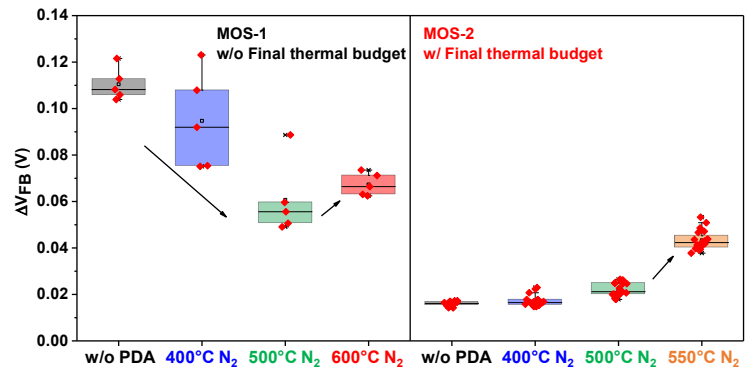 0.14
0.12
0.10
0.08
0.06
0.04
0.02
0.00
ΔV_FB (V)
MOS-1
w/o Final thermal budget
MOS-2
w/ Final thermal budget
w/o PDA 400°C N₂ 500°C N₂ 600°C N₂
w/o PDA 400°C N₂ 500°C N₂ 550°C N₂